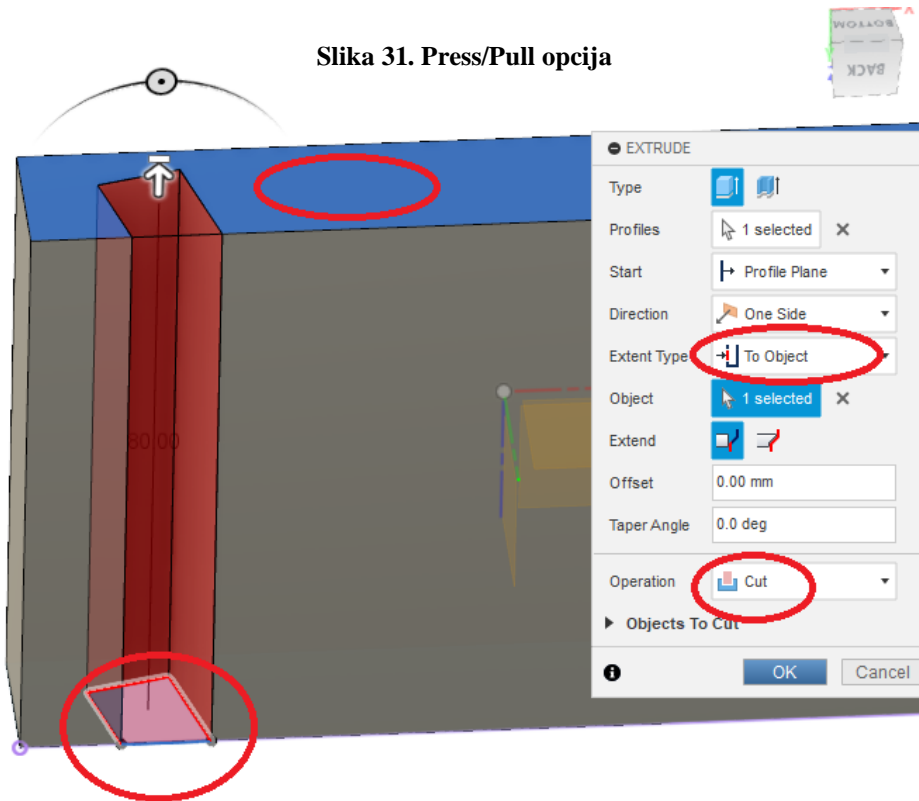 BOTTOM
BACK
X
Slika 31. Press/Pull opcija
EXTRUDE
Type
Profiles 1 selected
Start Profile Plane
Direction One Side
Extent Type To Object
Object 1 selected
Extend
Offset 0.00 mm
Taper Angle 0.0 deg
Operation Cut
Objects To Cut
OK Cancel
80.00